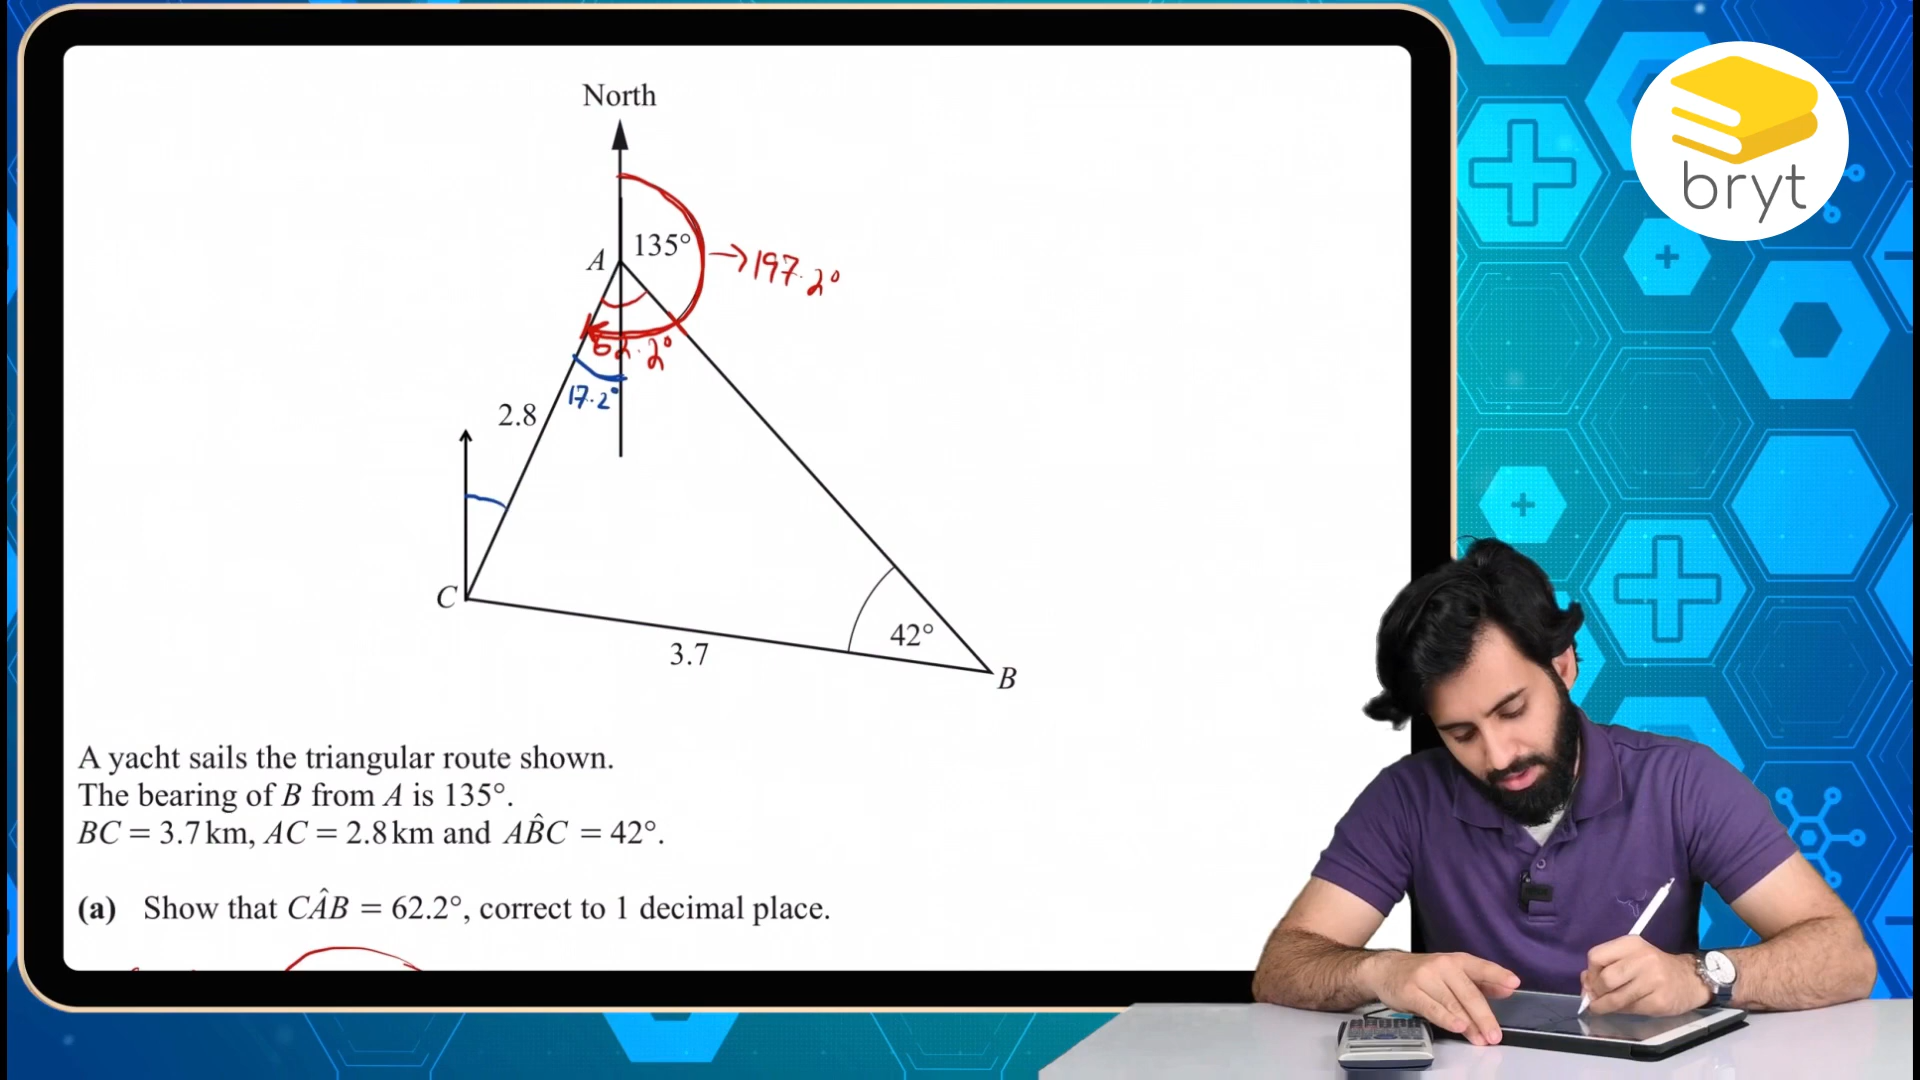 North
bryt
135°
A
→197.2°
62.2°
17.2°
2.8
C
42°
3.7
B
A yacht sails the triangular route shown.
The bearing of B from A is 135°.
BC = 3.7 km, AC = 2.8 km and AB̂C = 42°.
(a) Show that CÂB = 62.2°, correct to 1 decimal place.